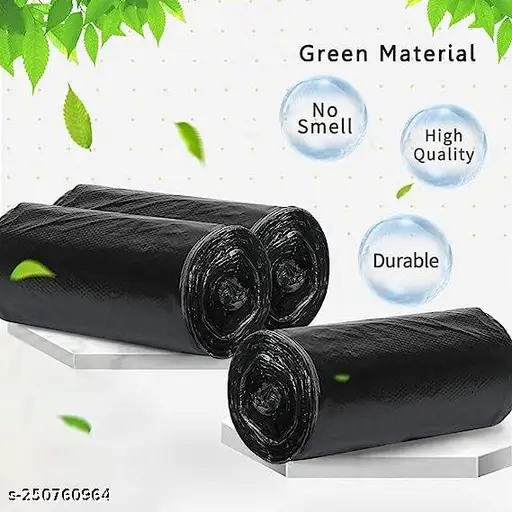 Green Material
No
Smell
High
Quality
Durable
s-250760964